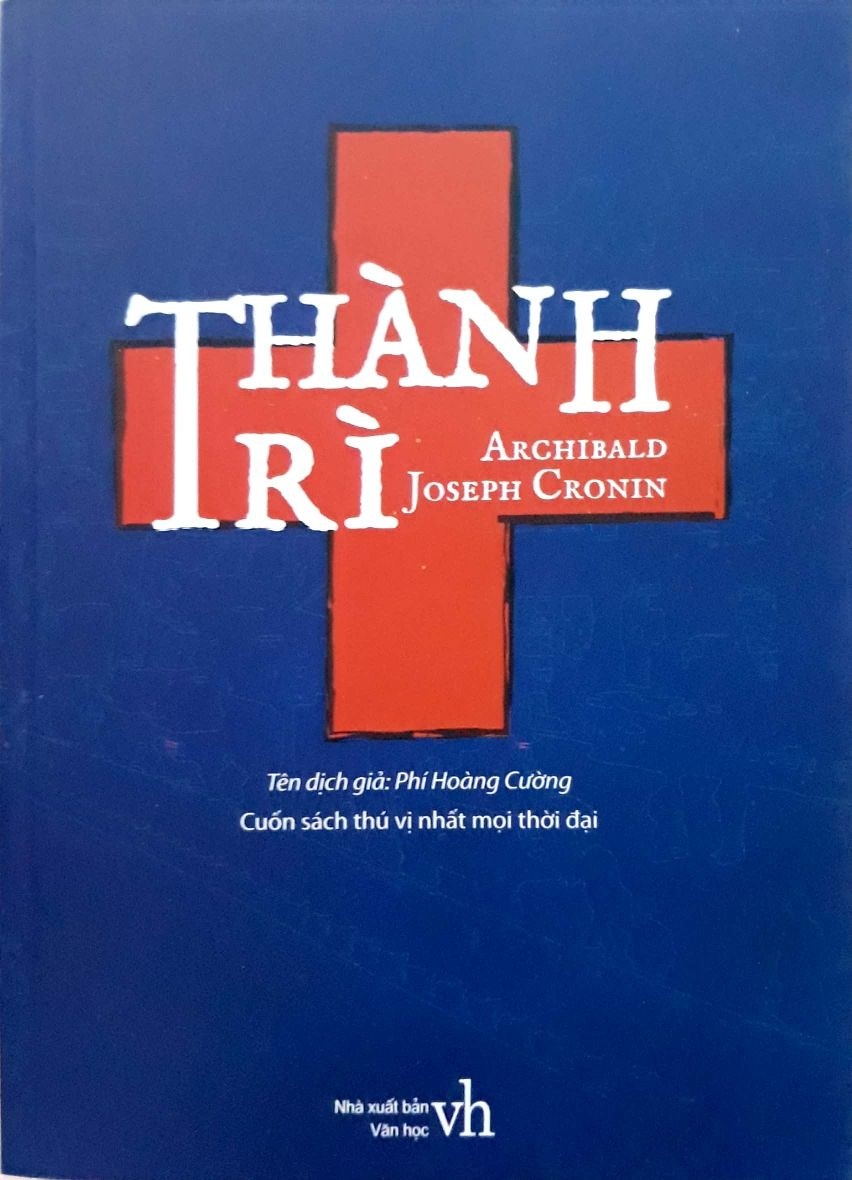 THÀNH
TRÌ
ARCHIBALD
JOSEPH CRONIN
Tên dịch giả: Phí Hoàng Cường
Cuốn sách thú vị nhất mọi thời đại
Nhà xuất bản
Văn học
vh